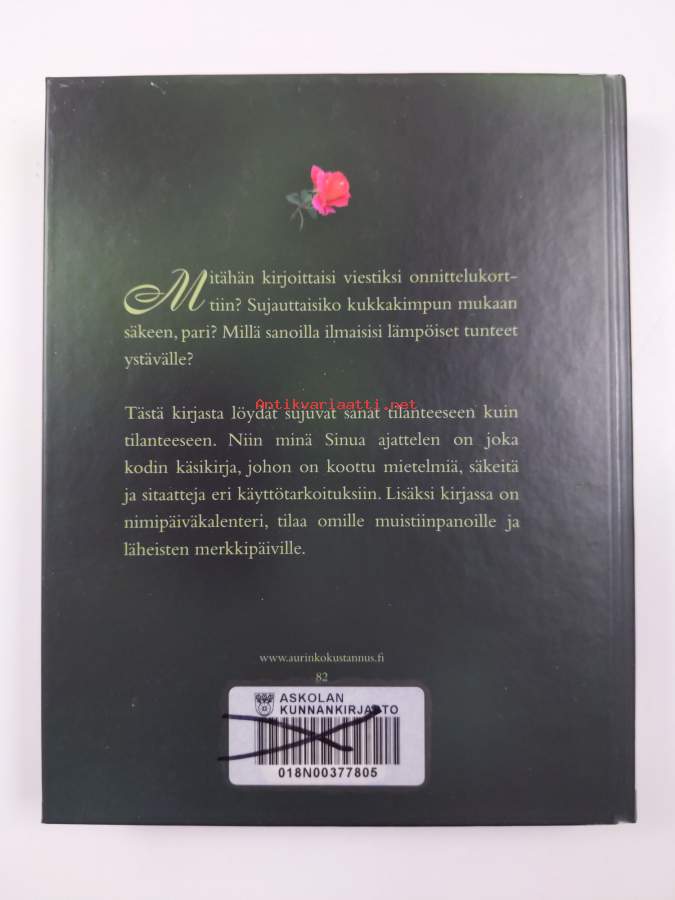 Mitähän kirjoittaisi viestiksi onnittelukort-
tiin? Sujauttaisiko kukkakimpun mukaan
säkeen, pari? Millä sanoilla ilmaisisi lämpöiset tunteet
ystävälle?
Antikvariaatti.net
Tästä kirjasta löydät sujuvat sanat tilanteeseen kuin
tilanteeseen. Niin minä Sinua ajattelen on joka
kodin käsikirja, johon on koottu mietelmiä, säkeitä
ja sitaatteja eri käyttötarkoituksiin. Lisäksi kirjassa on
nimipäiväkalenteri, tilaa omille muistiinpanoille ja
läheisten merkkipäiville.
www.aurinkokustannus.fi
82
ASKOLAN
KUNNANKIRJASTO
018N00377805